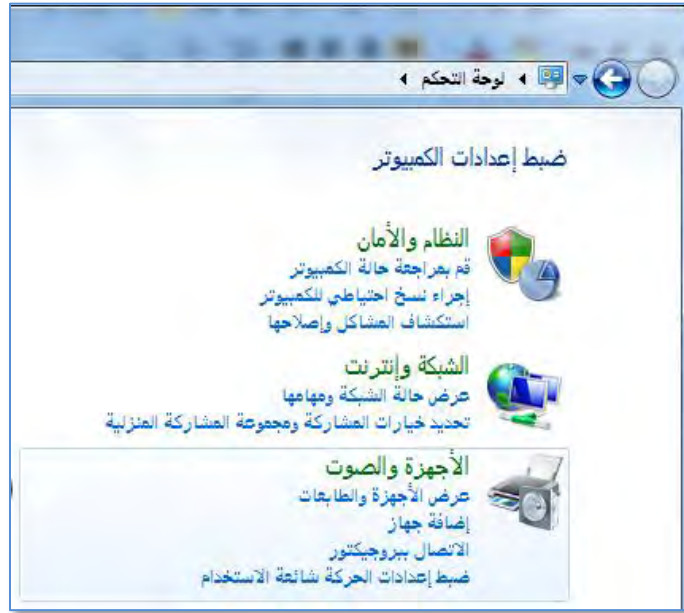 لوحة التحكم
ضبط إعدادات الكمبيوتر
النظام والأمان
قم بمراجعة حالة الكمبيوتر
إجراء نسخ احتياطي للكمبيوتر
استكشاف المشاكل وإصلاحها
الشبكة وإنترنت
عرض حالة الشبكة ومهامها
تحديد خيارات المشاركة ومجموعة المشاركة المنزلية
الأجهزة والصوت
عرض الأجهزة والطابعات
إضافة جهاز
الاتصال ببروجيكتور
ضبط إعدادات الحركة شائعة الاستخدام